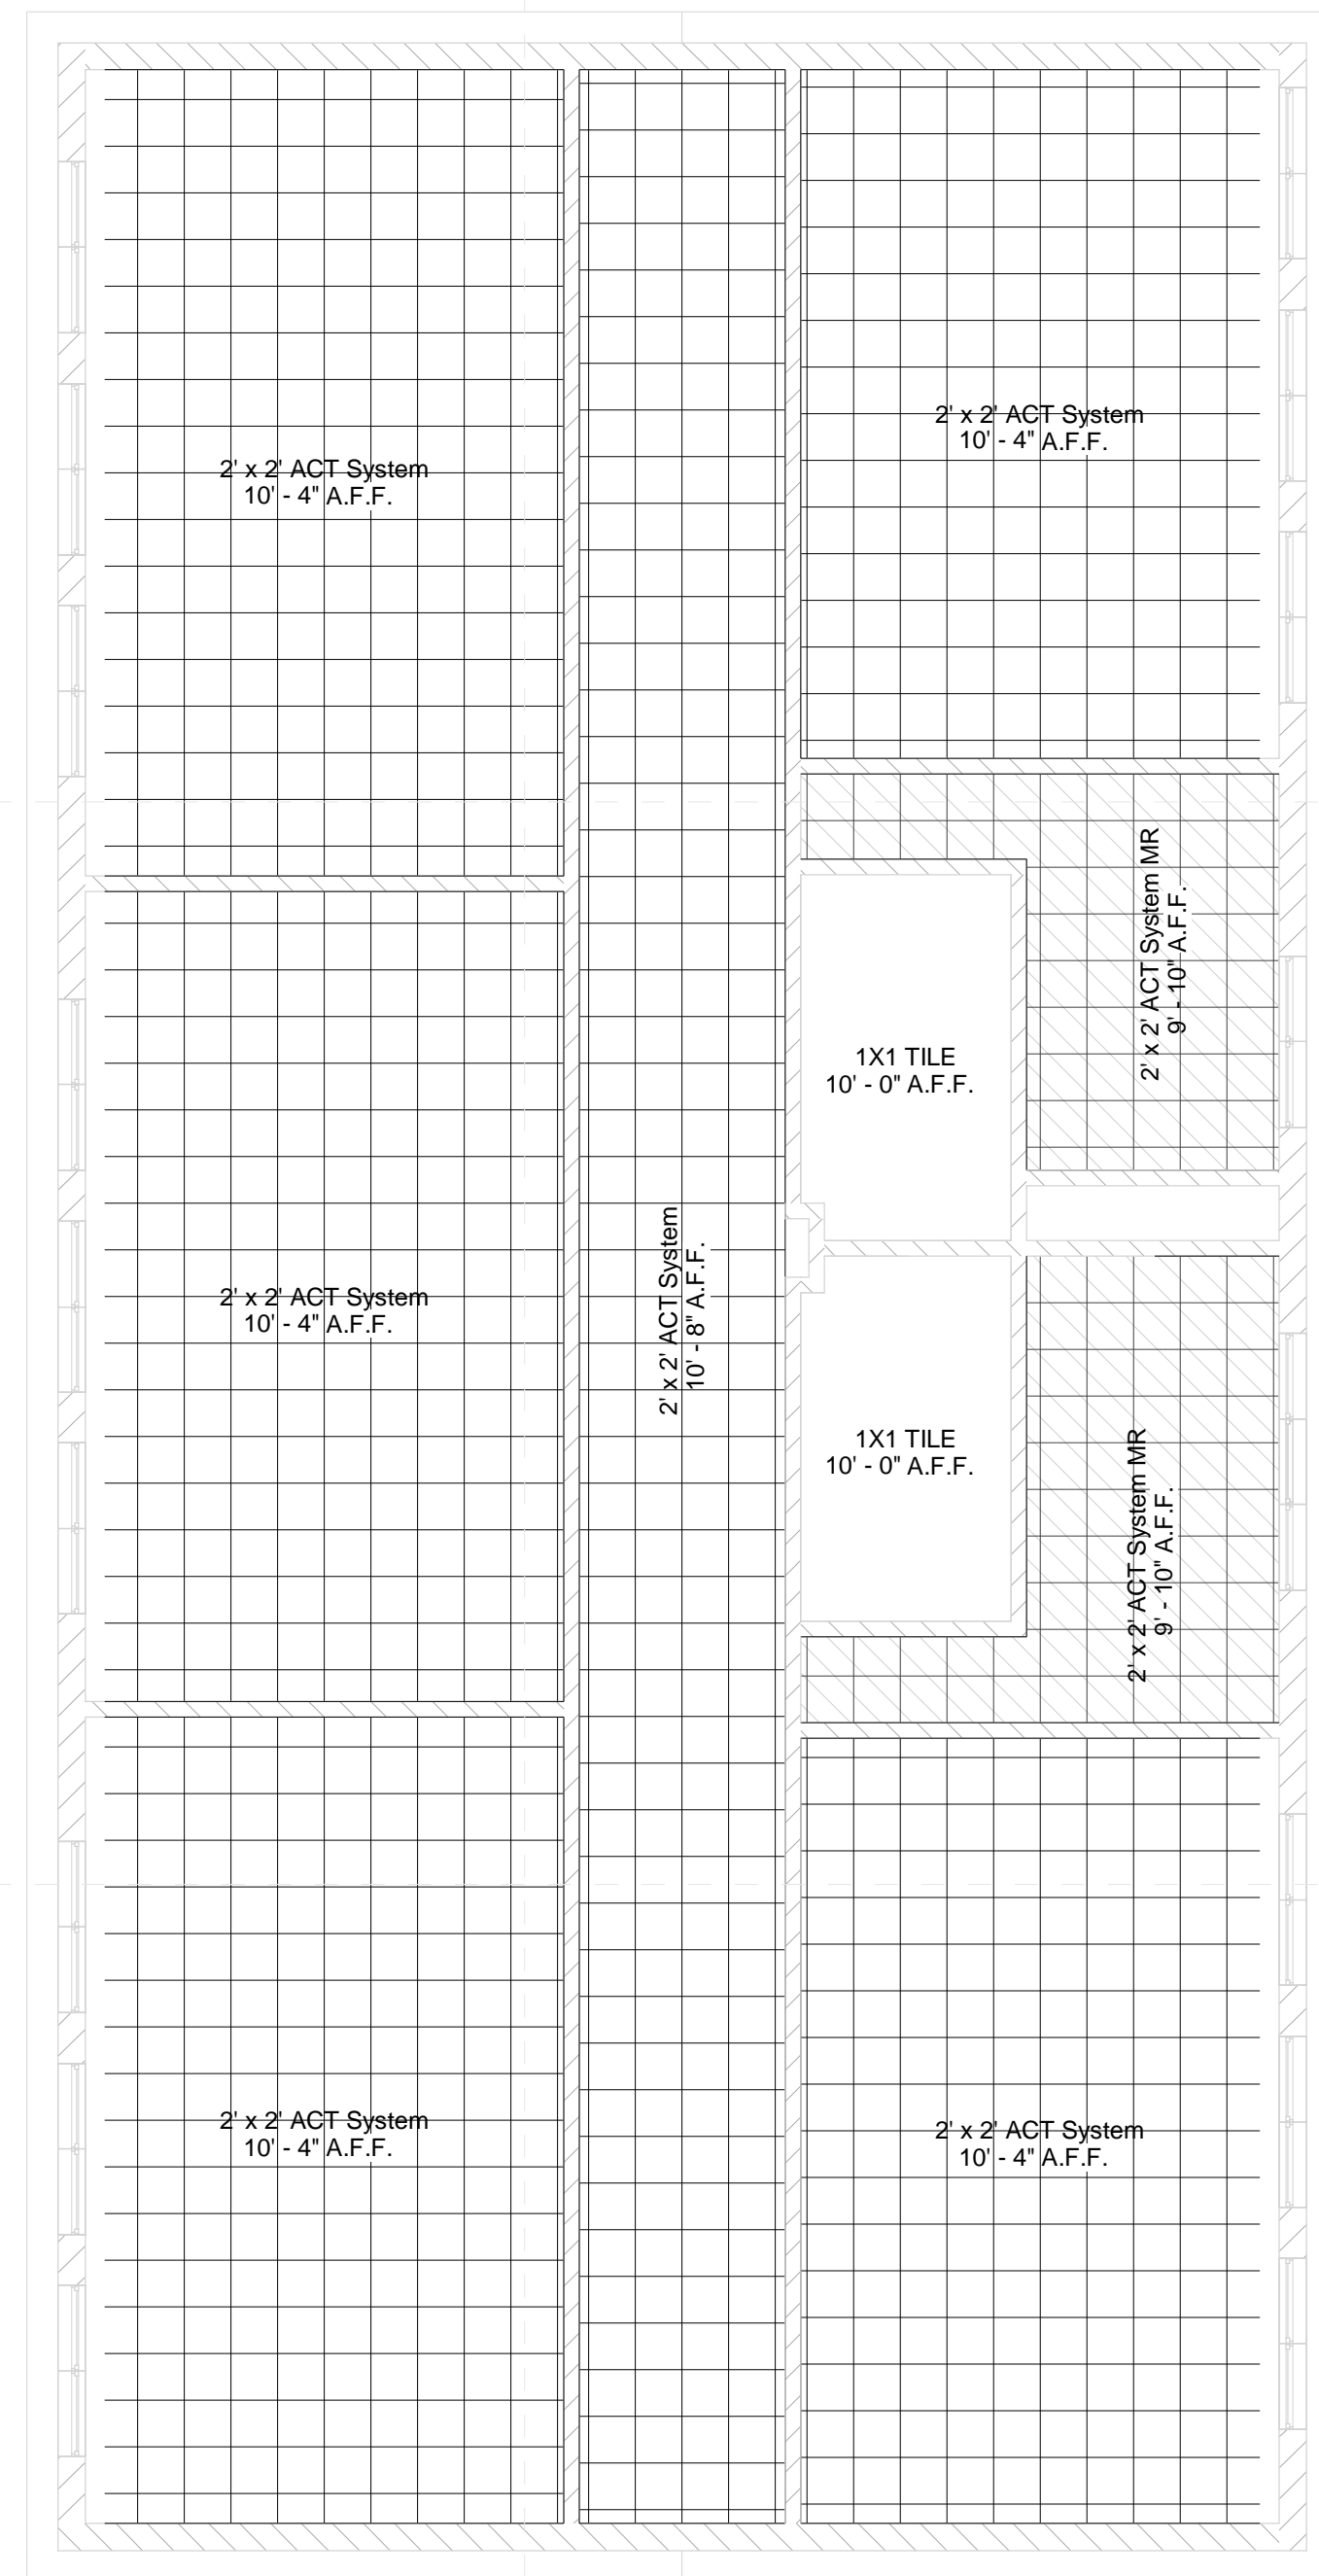 2' x 2' ACT System
10' - 4" A.F.F.
2' x 2' ACT System
10' - 4" A.F.F.
2' x 2' ACT System MR
9' - 10" A.F.F.
1X1 TILE
10' - 0" A.F.F.
2' x 2' ACT System
10' - 4" A.F.F.
2' x 2' ACT System
10' - 8" A.F.F.
1X1 TILE
10' - 0" A.F.F.
2' x 2' ACT System MR
9' - 10" A.F.F.
2' x 2' ACT System
10' - 4" A.F.F.
2' x 2' ACT System
10' - 4" A.F.F.